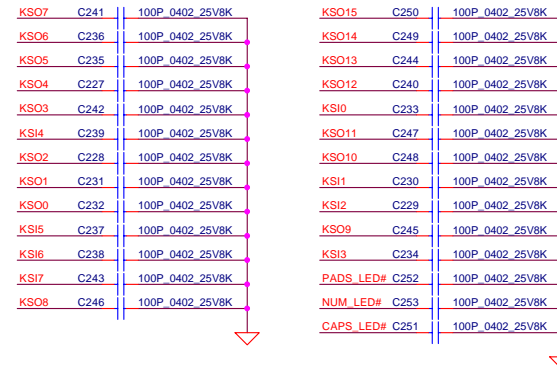 KSO7 C241 100P_0402_25V8K
KSO6 C236 100P_0402_25V8K
KSO5 C235 100P_0402_25V8K
KSO4 C227 100P_0402_25V8K
KSO3 C242 100P_0402_25V8K
KSI4 C239 100P_0402_25V8K
KSO2 C228 100P_0402_25V8K
KSO1 C231 100P_0402_25V8K
KSO0 C232 100P_0402_25V8K
KSI5 C237 100P_0402_25V8K
KSI6 C238 100P_0402_25V8K
KSI7 C243 100P_0402_25V8K
KSO8 C246 100P_0402_25V8K
KSO15 C250 100P_0402_25V8K
KSO14 C249 100P_0402_25V8K
KSO13 C244 100P_0402_25V8K
KSO12 C240 100P_0402_25V8K
KSI0 C233 100P_0402_25V8K
KSO11 C247 100P_0402_25V8K
KSO10 C248 100P_0402_25V8K
KSI1 C230 100P_0402_25V8K
KSI2 C229 100P_0402_25V8K
KSO9 C245 100P_0402_25V8K
KSI3 C234 100P_0402_25V8K
PADS_LED# C252 100P_0402_25V8K
NUM_LED# C253 100P_0402_25V8K
CAPS_LED# C251 100P_0402_25V8K